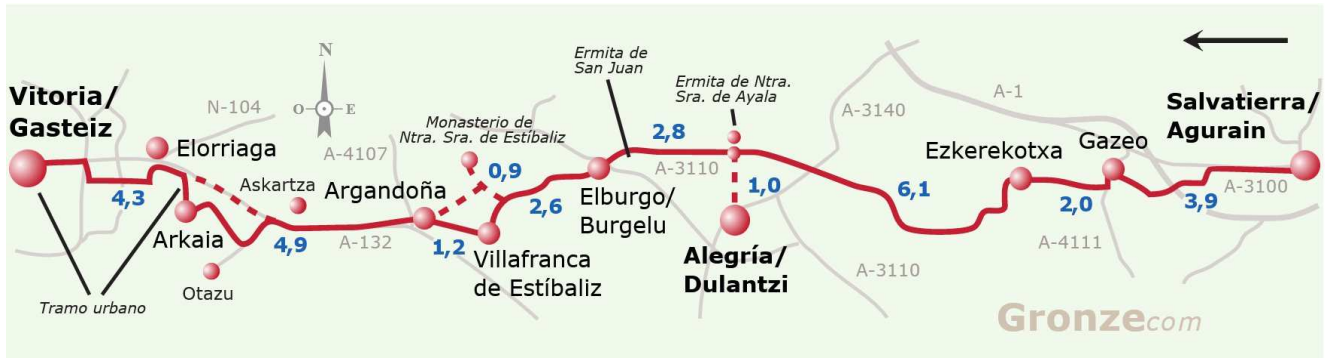 Vitoria/
Gasteiz
4,3
Tramo urbano
Elorriaga
N-104
N
O
E
Arkaia
Otazu
Askartza
4,9
A-132
A-4107
Argandoña
1,2
Monasterio de
Ntra. Sra. de Estíbaliz
0,9
Villafranca
de Estíbaliz
2,6
Ermita de
San Juan
Elburgo/
Burgelu
2,8
A-3110
Ermita de Ntra.
Sra. de Ayala
1,0
Alegría/
Dulantzi
A-3140
6,1
A-3110
A-1
Ezkerekotxa
2,0
A-4111
Gazeo
3,9
A-3100
Salvatierra/
Agurain
Gronze.com